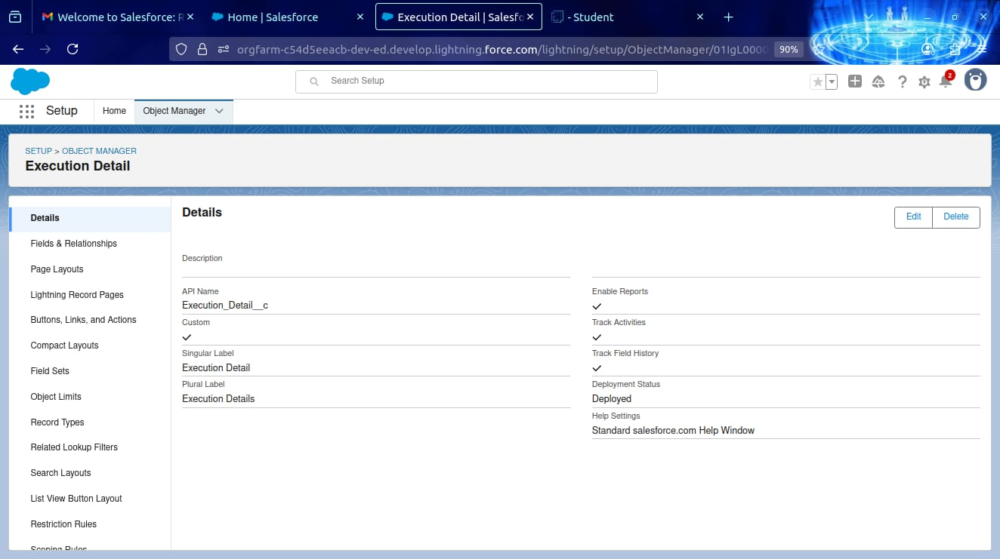 Welcome to Salesforce: R
Home | Salesforce
Execution Detail | Salesfo
- Student
orgfarm-c54d5eeacb-dev-ed.develop.lightning.force.com/lightning/setup/ObjectManager/01IgL0000
90%
Search Setup
2
Setup
Home
Object Manager
SETUP > OBJECT MANAGER
Execution Detail
Details
Fields & Relationships
Page Layouts
Lightning Record Pages
Buttons, Links, and Actions
Compact Layouts
Field Sets
Object Limits
Record Types
Related Lookup Filters
Search Layouts
List View Button Layout
Restriction Rules
Scoping Rules
Details
Edit
Delete
Description
API Name
Execution_Detail__c
Custom
Singular Label
Execution Detail
Plural Label
Execution Details
Enable Reports
Track Activities
Track Field History
Deployment Status
Deployed
Help Settings
Standard salesforce.com Help Window